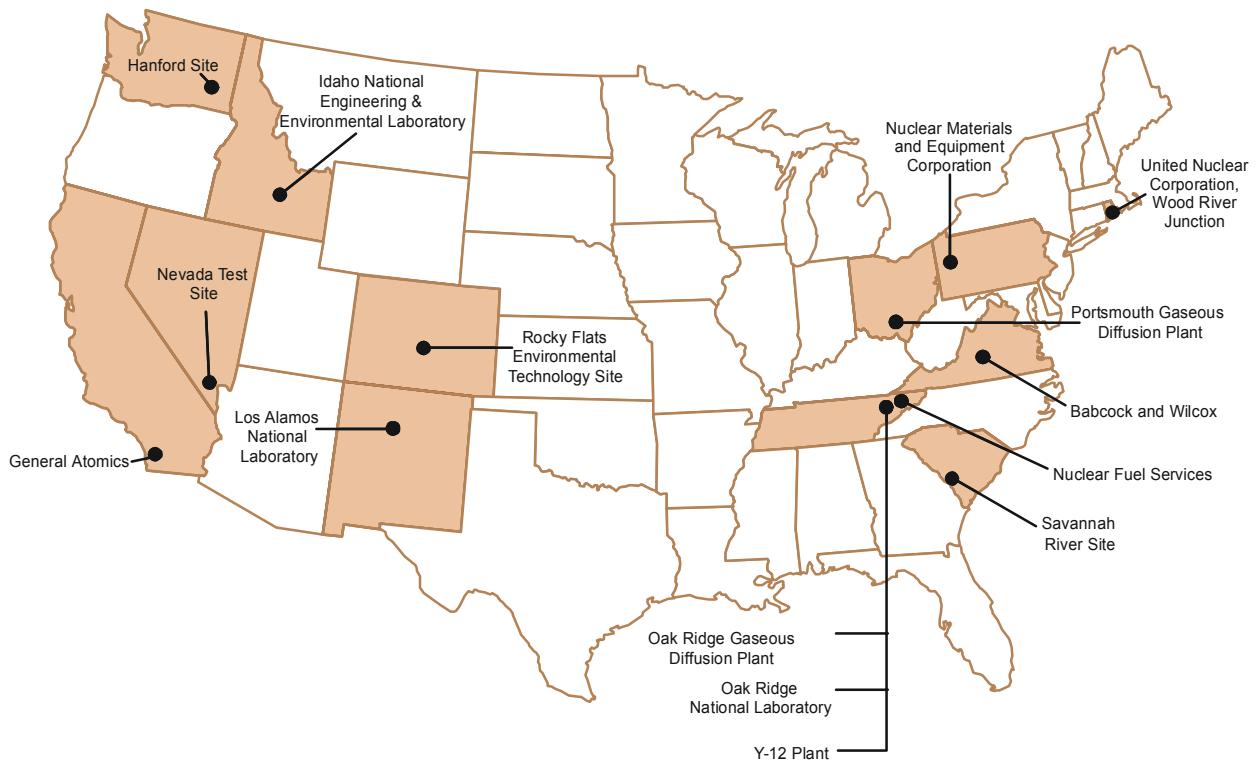 Hanford Site
Idaho National
Engineering &
Environmental Laboratory
Nuclear Materials
and Equipment
Corporation
United Nuclear
Corporation,
Wood River
Junction
Nevada Test
Site
Rocky Flats
Environmental
Technology Site
Portsmouth Gaseous
Diffusion Plant
Los Alamos
National
Laboratory
Babcock and Wilcox
General Atomics
Nuclear Fuel Services
Savannah
River Site
Oak Ridge Gaseous
Diffusion Plant
Oak Ridge
National Laboratory
Y-12 Plant